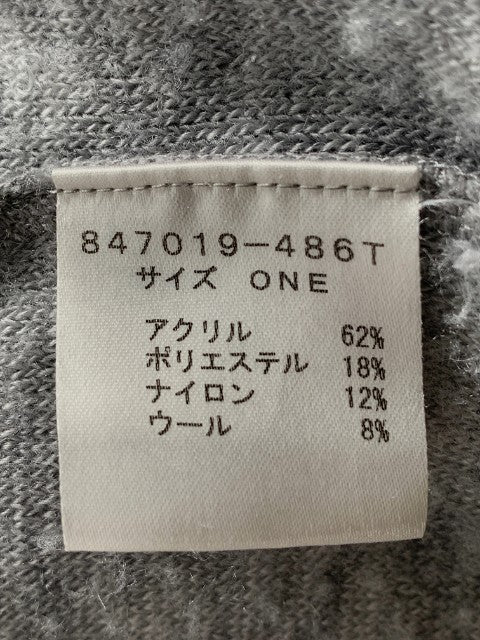 847019-486T
サイズ ONE
アクリル 62%
ポリエステル 18%
ナイロン 12%
ウール 8%